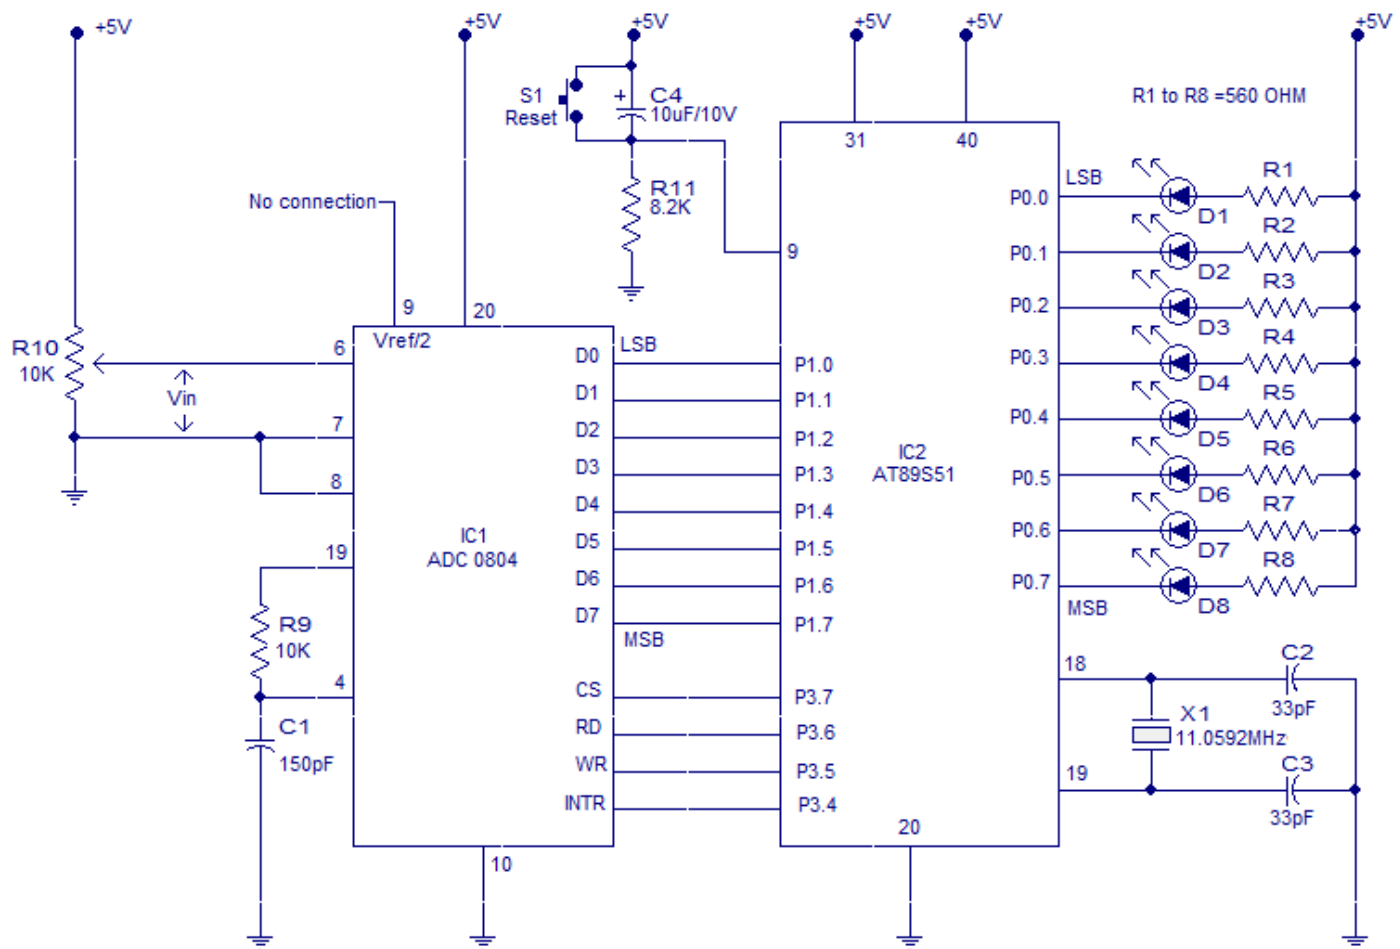 +5V
+5V
+5V
+5V
+5V
+5V
S1
Reset
+
C4
10uF/10V
R1 to R8 =560 OHM
31
40
R11
8.2K
No connection
9
9
20
Vref/2
R10
10K
6
Vin
7
8
19
R9
10K
4
C1
150pF
IC1
ADC 0804
10
D0
LSB
D1
D2
D3
D4
D5
D6
D7
MSB
CS
RD
WR
INTR
P1.0
P1.1
P1.2
P1.3
P1.4
P1.5
P1.6
P1.7
P3.7
P3.6
P3.5
P3.4
IC2
AT89S51
20
P0.0
LSB
D1
R1
P0.1
D2
R2
P0.2
D3
R3
P0.3
D4
R4
P0.4
D5
R5
P0.5
D6
R6
P0.6
D7
R7
P0.7
MSB
D8
R8
18
C2
33pF
X1
11.0592MHz
19
C3
33pF